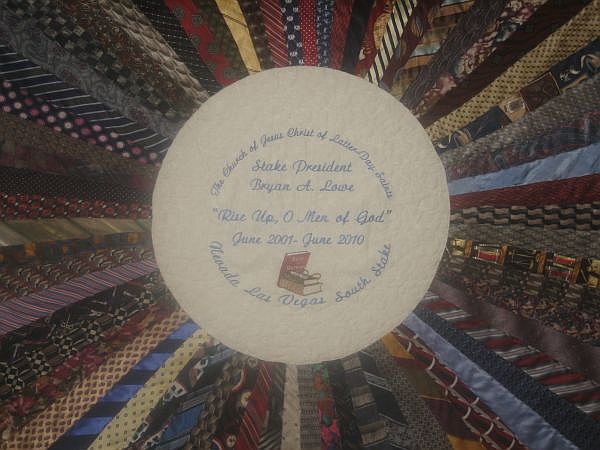 The Church of Jesus Christ of Latter-Day Saints
Stake President
Bryan A. Lowe
"Rise Up, O Men of God"
June 2001- June 2010
Nevada Las Vegas South Stake